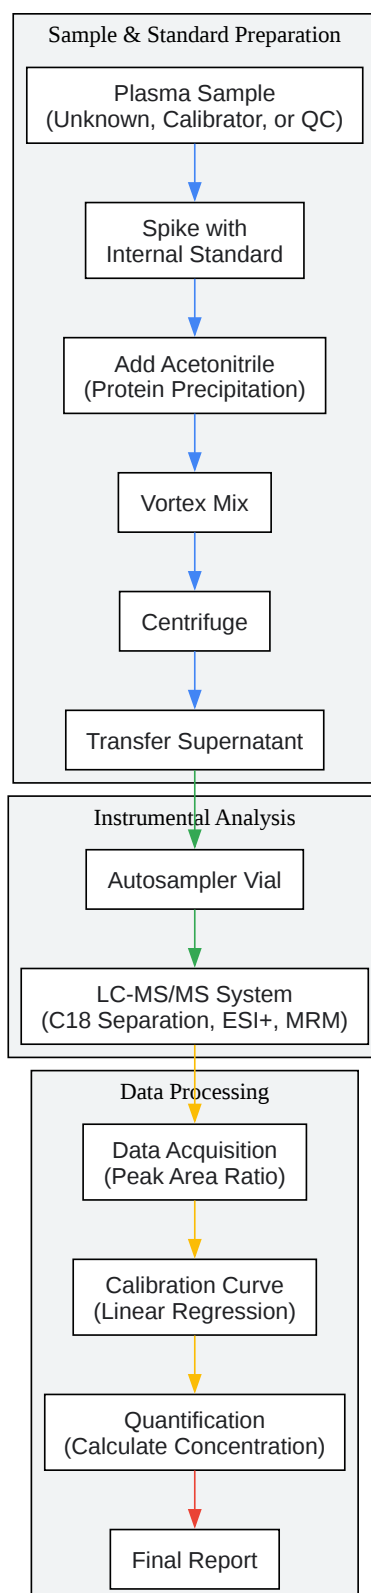 Sample & Standard Preparation
Plasma Sample
(Unknown, Calibrator, or QC)
Spike with
Internal Standard
Add Acetonitrile
(Protein Precipitation)
Vortex Mix
Centrifuge
Transfer Supernatant
Instrumental Analysis
Autosampler Vial
LC-MS/MS System
(C18 Separation, ESI+, MRM)
Data Processing
Data Acquisition
(Peak Area Ratio)
Calibration Curve
(Linear Regression)
Quantification
(Calculate Concentration)
Final Report